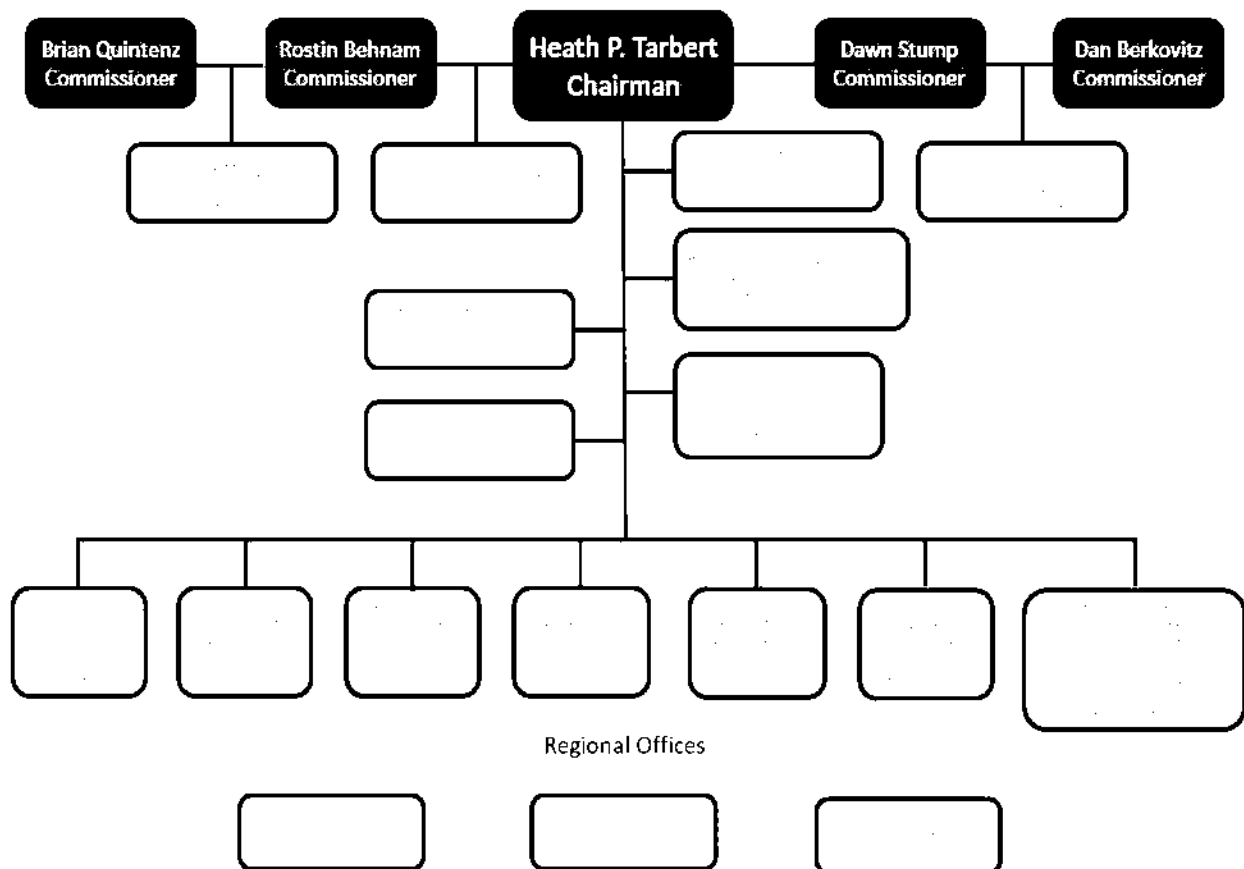 Brian Quintenz
Commissioner
Rostin Behnam
Commissioner
Heath P. Tarbert
Chairman
Dawn Stump
Commissioner
Dan Berkovitz
Commissioner
Regional Offices